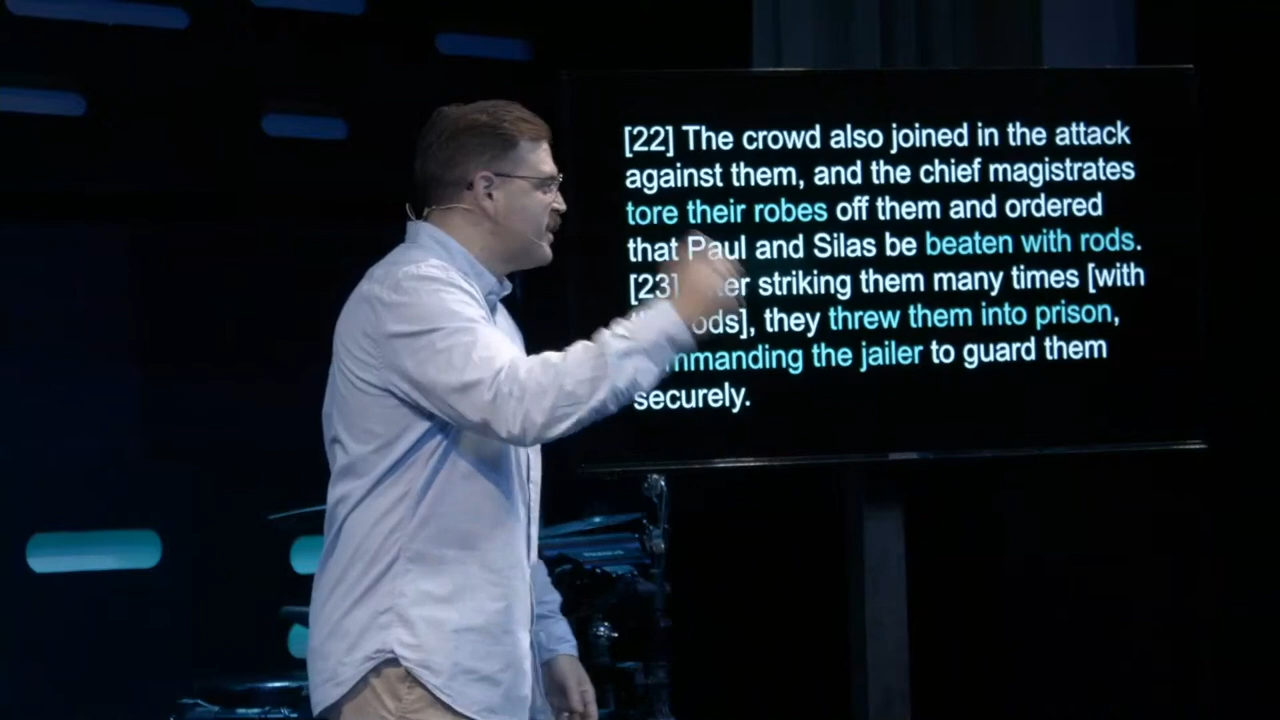 [22] The crowd also joined in the attack
against them, and the chief magistrates
tore their robes off them and ordered
that Paul and Silas be beaten with rods.
[23] striking them many times [with
they threw them into prison,
the jailer to guard them
securely.